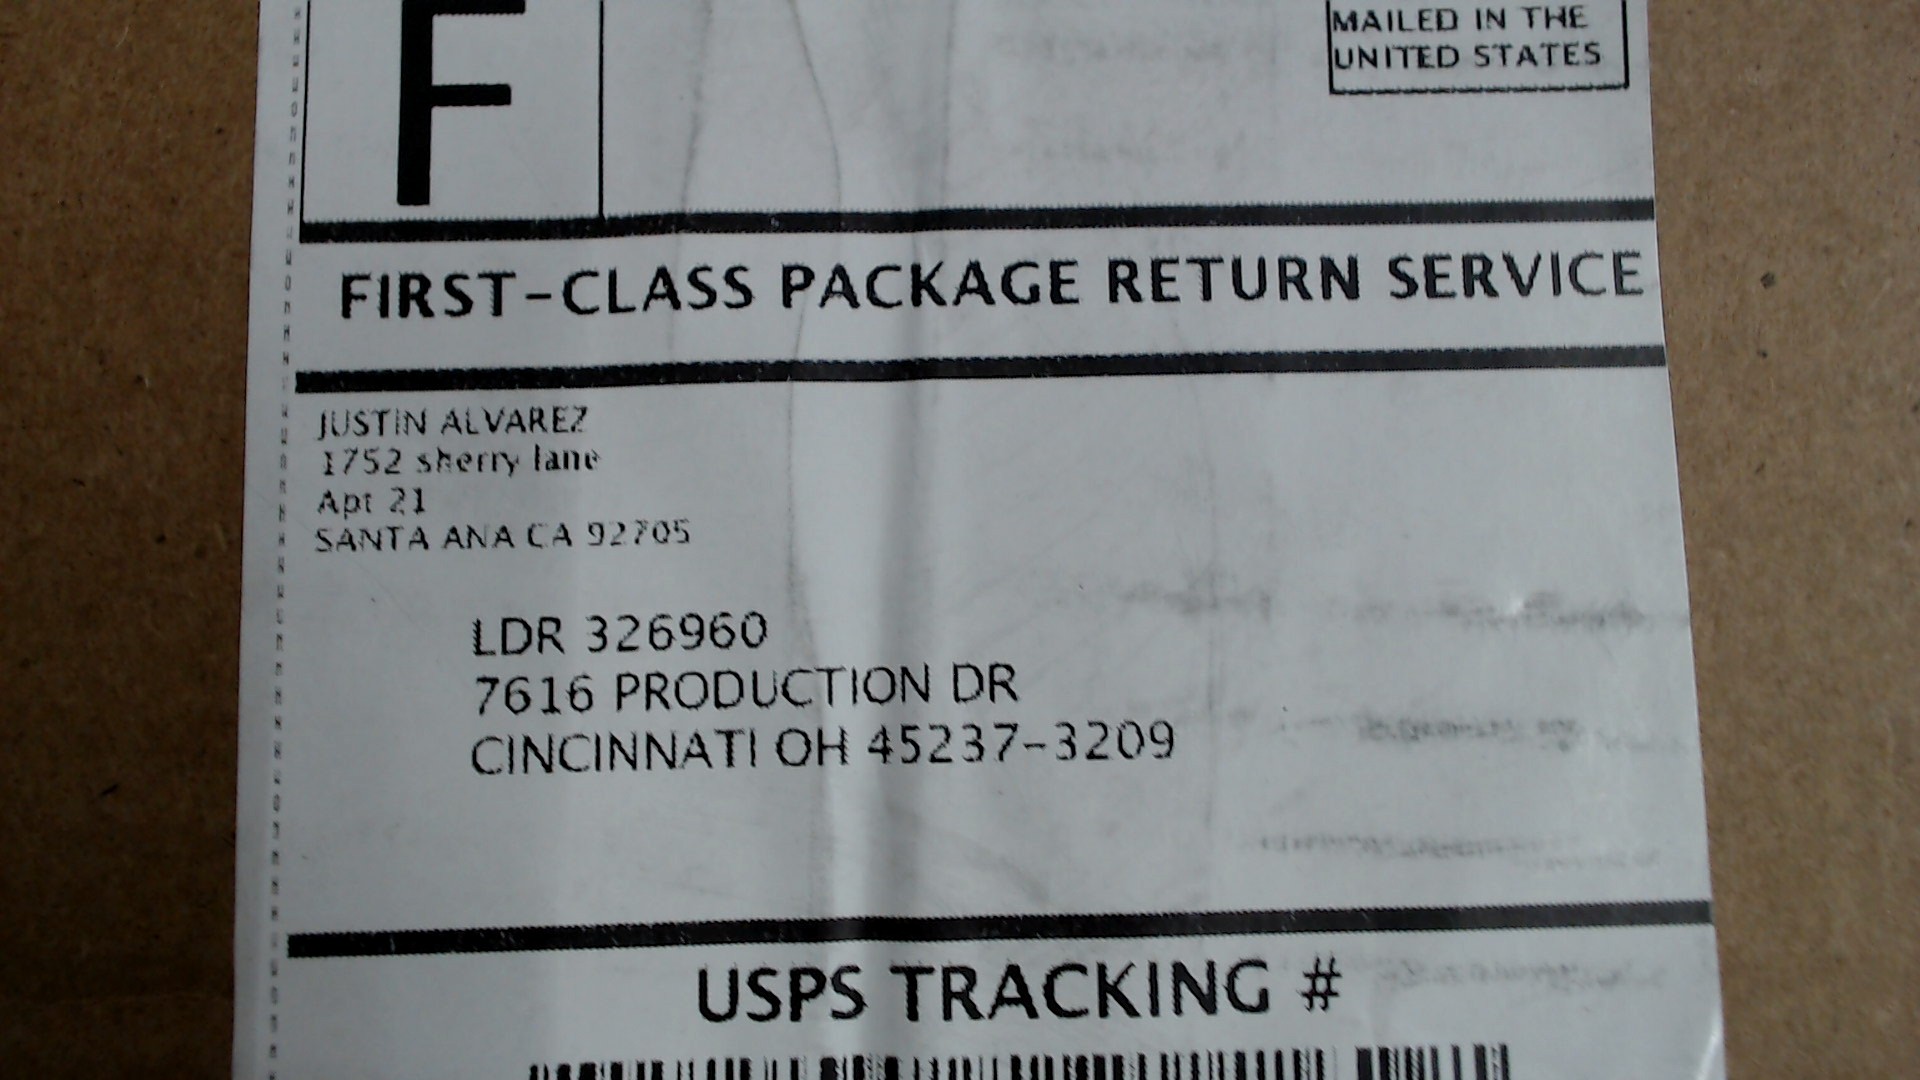 F
MAILED IN THE
UNITED STATES
FIRST-CLASS PACKAGE RETURN SERVICE
JUSTIN ALVAREZ
1752 sherry lane
Apt 21
SANTA ANA CA 92705
LDR 326960
7616 PRODUCTION DR
CINCINNATI OH 45237-3209
USPS TRACKING #